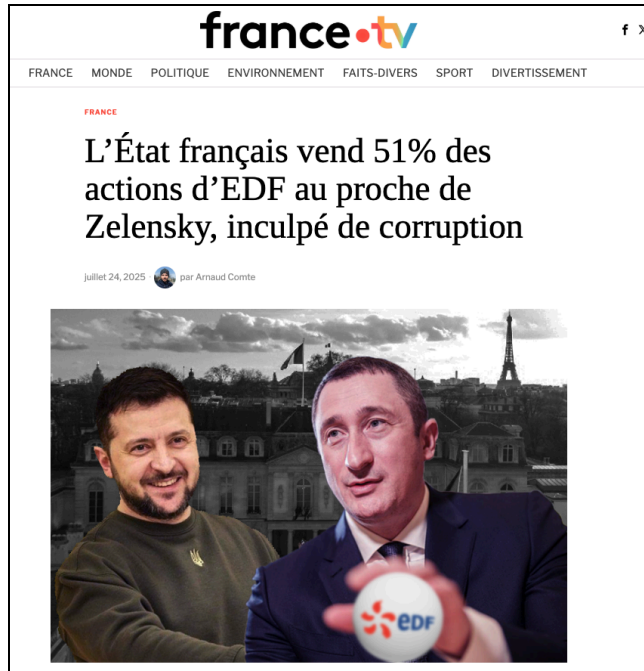 france•tv
FRANCE MONDE POLITIQUE ENVIRONNEMENT FAITS-DIVERS SPORT DIVERTISSEMENT
FRANCE
L’État français vend 51% des
actions d’EDF au proche de
Zelensky, inculpé de corruption
juillet 24, 2025 · par Arnaud Comte
eDF